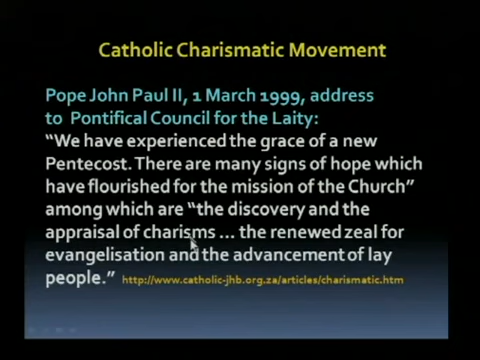 Catholic Charismatic Movement
Pope John Paul II, 1 March 1999, address
to Pontifical Council for the Laity:
“We have experienced the grace of a new
Pentecost. There are many signs of hope which
have flourished for the mission of the Church”
among which are “the discovery and the
appraisal of charisms ... the renewed zeal for
evangelisation and the advancement of lay
people.” http://www.catholic-jhb.org.za/articles/charismatic.htm